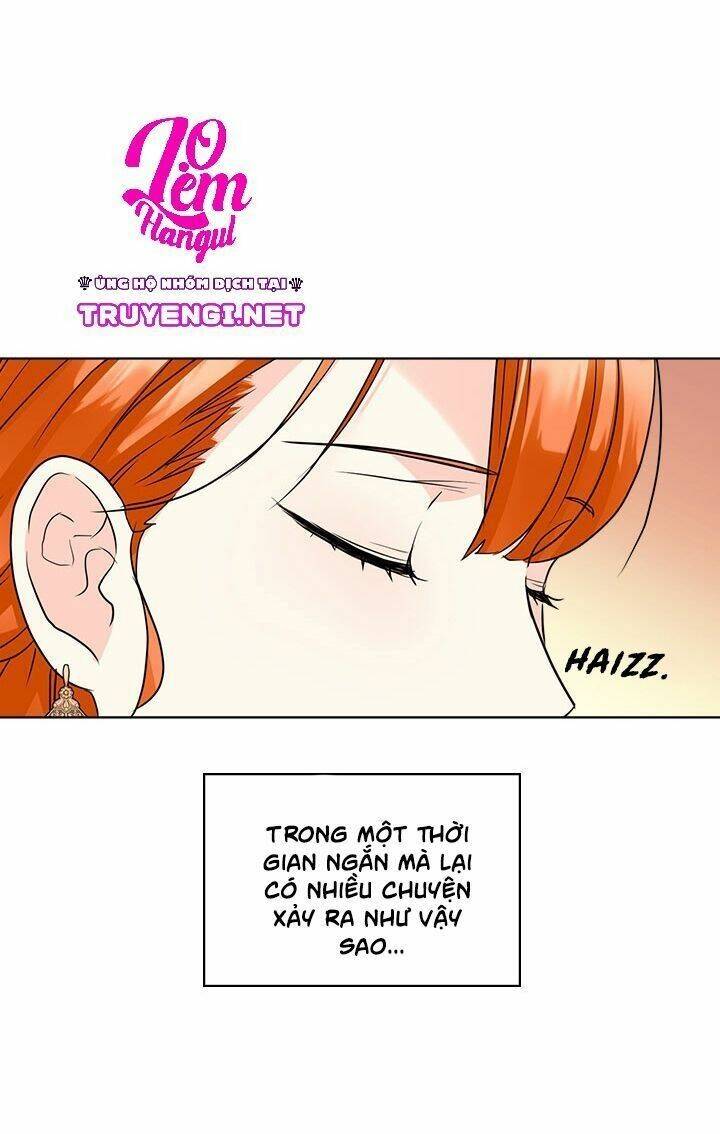 Lọ
Lem
Hangul
ỦNG HỘ NHÓM DỊCH TẠI
TRUYENGI.NET
HAIZZ.
TRONG MỘT THỜI
GIAN NGẮN MÀ LẠI
CÓ NHIỀU CHUYỆN
XẢY RA NHƯ VẬY
SAO...